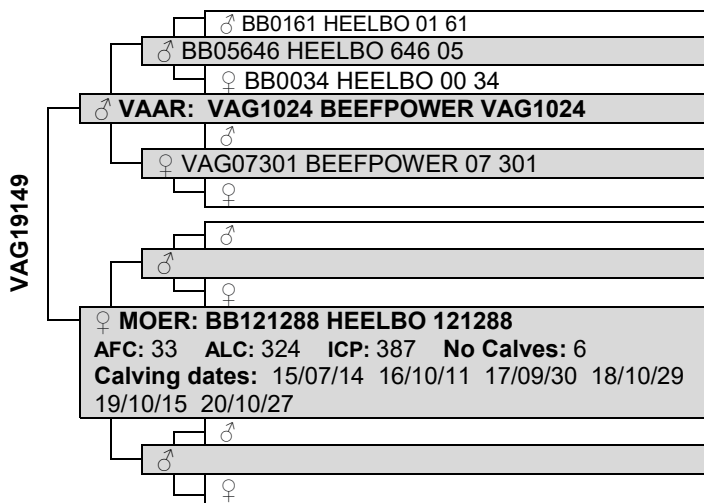 ♂ BB0161 HEELBO 01 61
♂ BB05646 HEELBO 646 05
♀ BB0034 HEELBO 00 34
♂ VAAR: VAG1024 BEEFPOWER VAG1024
♂
♀ VAG07301 BEEFPOWER 07 301
♀
VAG19149
♂
♂
♀
♀ MOER: BB121288 HEELBO 121288
AFC: 33 ALC: 324 ICP: 387 No Calves: 6
Calving dates: 15/07/14 16/10/11 17/09/30 18/10/29
19/10/15 20/10/27
♂
♂
♀